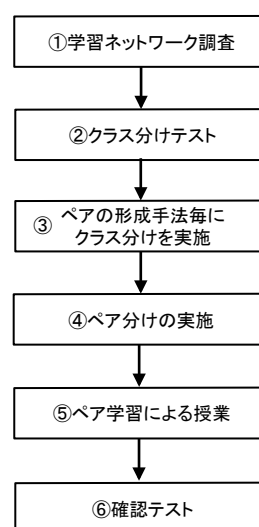 ①学習ネットワーク調査
②クラス分けテスト
③ ペアの形成手法毎に
クラス分けを実施
④ペア分けの実施
⑤ペア学習による授業
⑥確認テスト